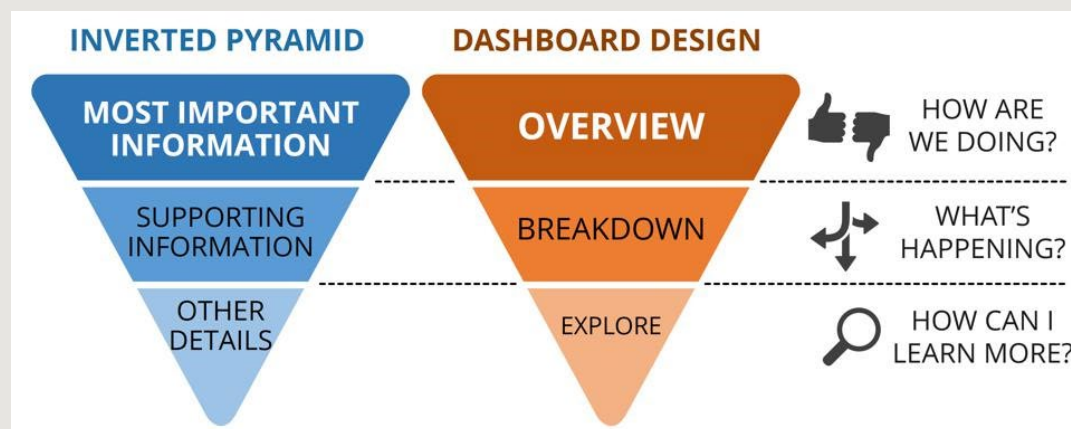 INVERTED PYRAMID
DASHBOARD DESIGN
MOST IMPORTANT
INFORMATION
OVERVIEW
HOW ARE
WE DOING?
SUPPORTING
INFORMATION
BREAKDOWN
WHAT'S
HAPPENING?
OTHER
DETAILS
EXPLORE
HOW CAN I
LEARN MORE?